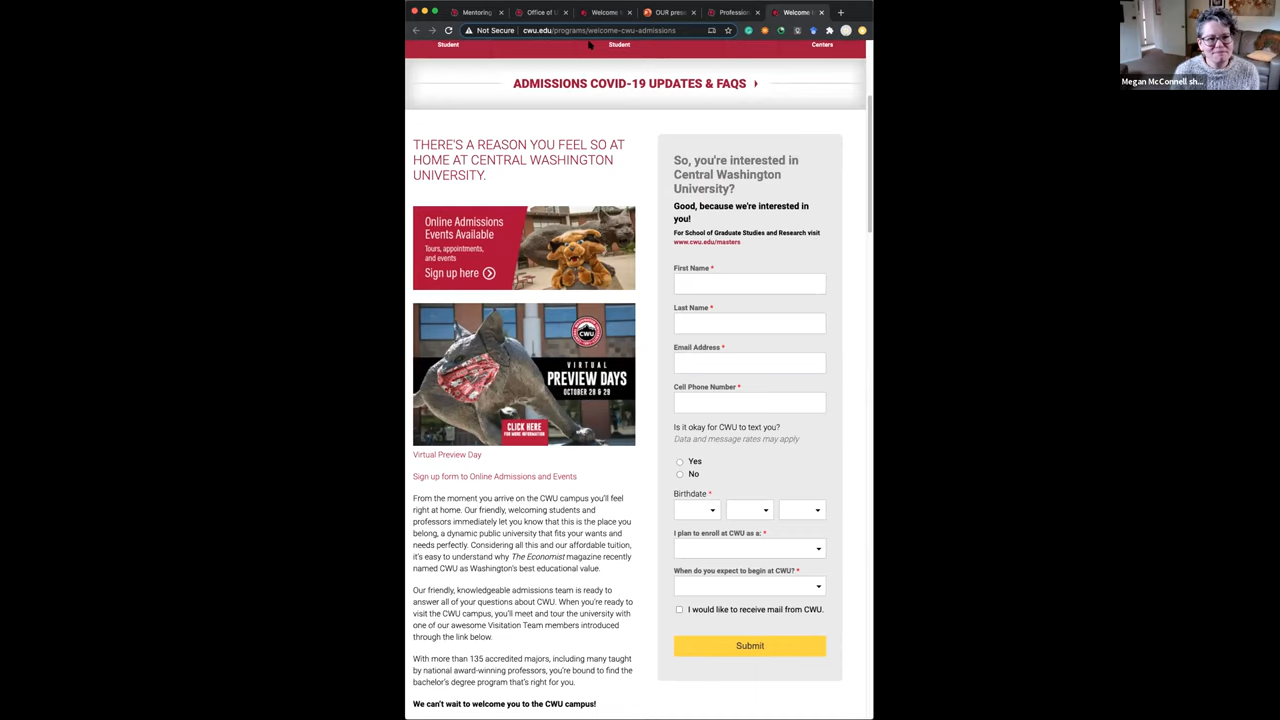 Mentoring
Office of U
Welcome t
OUR pres
Profession
Welcome
Not Secure
cwu.edu/programs/welcome-cwu-admissions
Student
Student
Centers
ADMISSIONS COVID-19 UPDATES & FAQS
THERE'S A REASON YOU FEEL SO AT
HOME AT CENTRAL WASHINGTON
UNIVERSITY.
Online Admissions
Events Available
Tours, appointments,
and events
Sign up here
CWU
VIRTUAL
PREVIEW DAYS
OCTOBER 28 & 29
CLICK HERE
FOR MORE INFORMATION
Virtual Preview Day
Sign up form to Online Admissions and Events
From the moment you arrive on the CWU campus you'll feel
right at home. Our friendly, welcoming students and
professors immediately let you know that this is the place you
belong, a dynamic public university that fits your wants and
needs perfectly. Considering all this and our affordable tuition,
it's easy to understand why The Economist magazine recently
named CWU as Washington's best educational value.
Our friendly, knowledgeable admissions team is ready to
answer all of your questions about CWU. When you're ready to
visit the CWU campus, you'll meet and tour the university with
one of our awesome Visitation Team members introduced
through the link below.
With more than 135 accredited majors, including many taught
by national award-winning professors, you're bound to find the
bachelor's degree program that's right for you.
We can't wait to welcome you to the CWU campus!
So, you're interested in
Central Washington
University?
Good, because we're interested in
you!
For School of Graduate Studies and Research visit
www.cwu.edu/masters
First Name *
Last Name *
Email Address *
Cell Phone Number *
Is it okay for CWU to text you?
Data and message rates may apply
Yes
No
Birthdate *
I plan to enroll at CWU as a: *
When do you expect to begin at CWU? *
I would like to receive mail from CWU.
Submit
Megan McConnell sh...